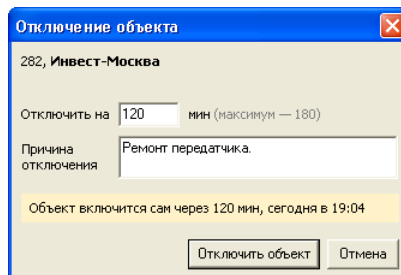 Отключение объекта
282, Инвест-Москва
Отключить на 120 мин (максимум — 180)
Причина отключения Ремонт передатчика.
Объект включится сам через 120 мин, сегодня в 19:04
Отключить объект Отмена